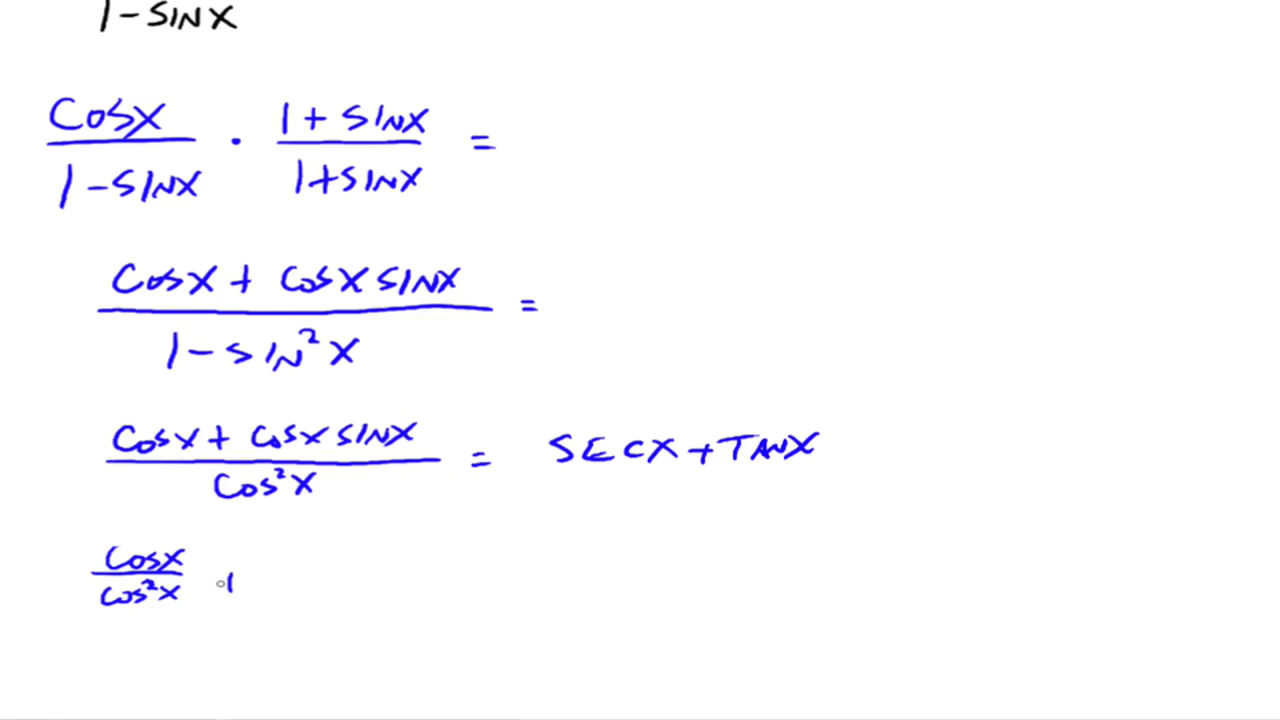 1-SINX
COSX / 1-SINX · 1+SINX / 1+SINX =
COSX + COSX SINX / 1-SIN²X =
COSX + COSX SINX / COS²X = SECX+TANX
COSX / COS²X